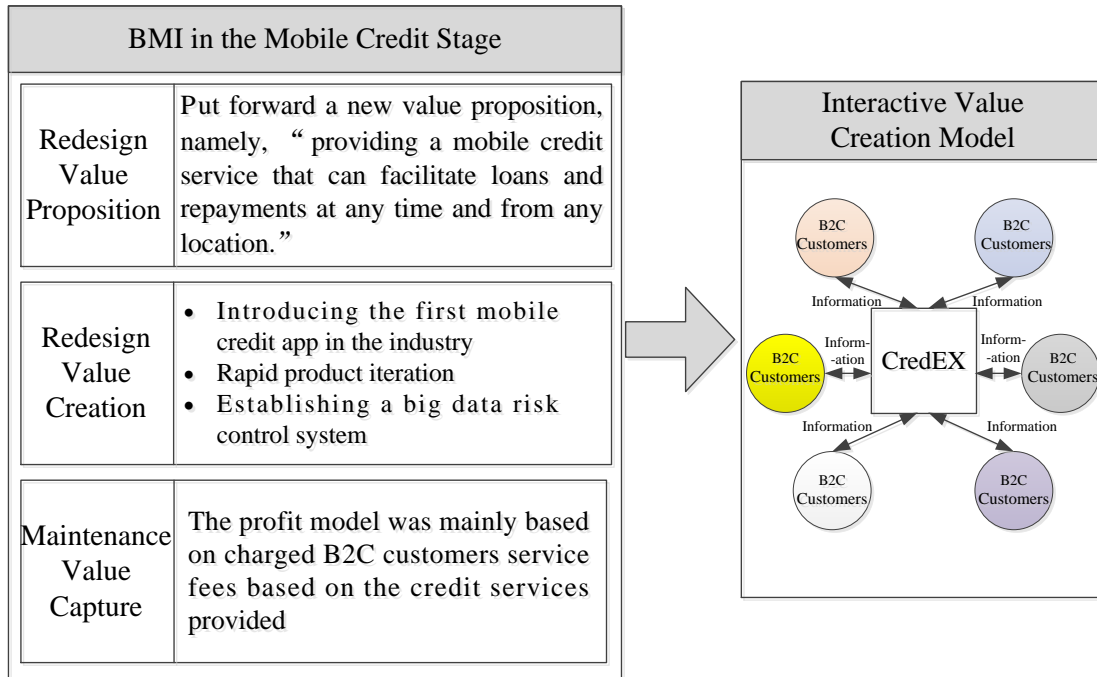 BMI in the Mobile Credit Stage
Redesign
Value
Proposition
Put forward a new value proposition,
namely, “ providing a mobile credit
service that can facilitate loans and
repayments at any time and from any
location.”
Redesign
Value
Creation
• Introducing the first mobile
credit app in the industry
• Rapid product iteration
• Establishing a big data risk
control system
Maintenance
Value
Capture
The profit model was mainly based
on charged B2C customers service
fees based on the credit services
provided
Interactive Value
Creation Model
B2C
Customers
B2C
Customers
Information
Information
B2C
Customers
Inform-
-ation
CredEX
Inform-
-ation
B2C
Customers
Information
Information
B2C
Customers
B2C
Customers